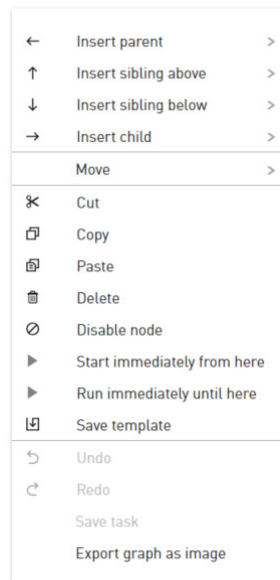 Insert parent
Insert sibling above
Insert sibling below
Insert child
Move
Cut
Copy
Paste
Delete
Disable node
Start immediately from here
Run immediately until here
Save template
Undo
Redo
Save task
Export graph as image